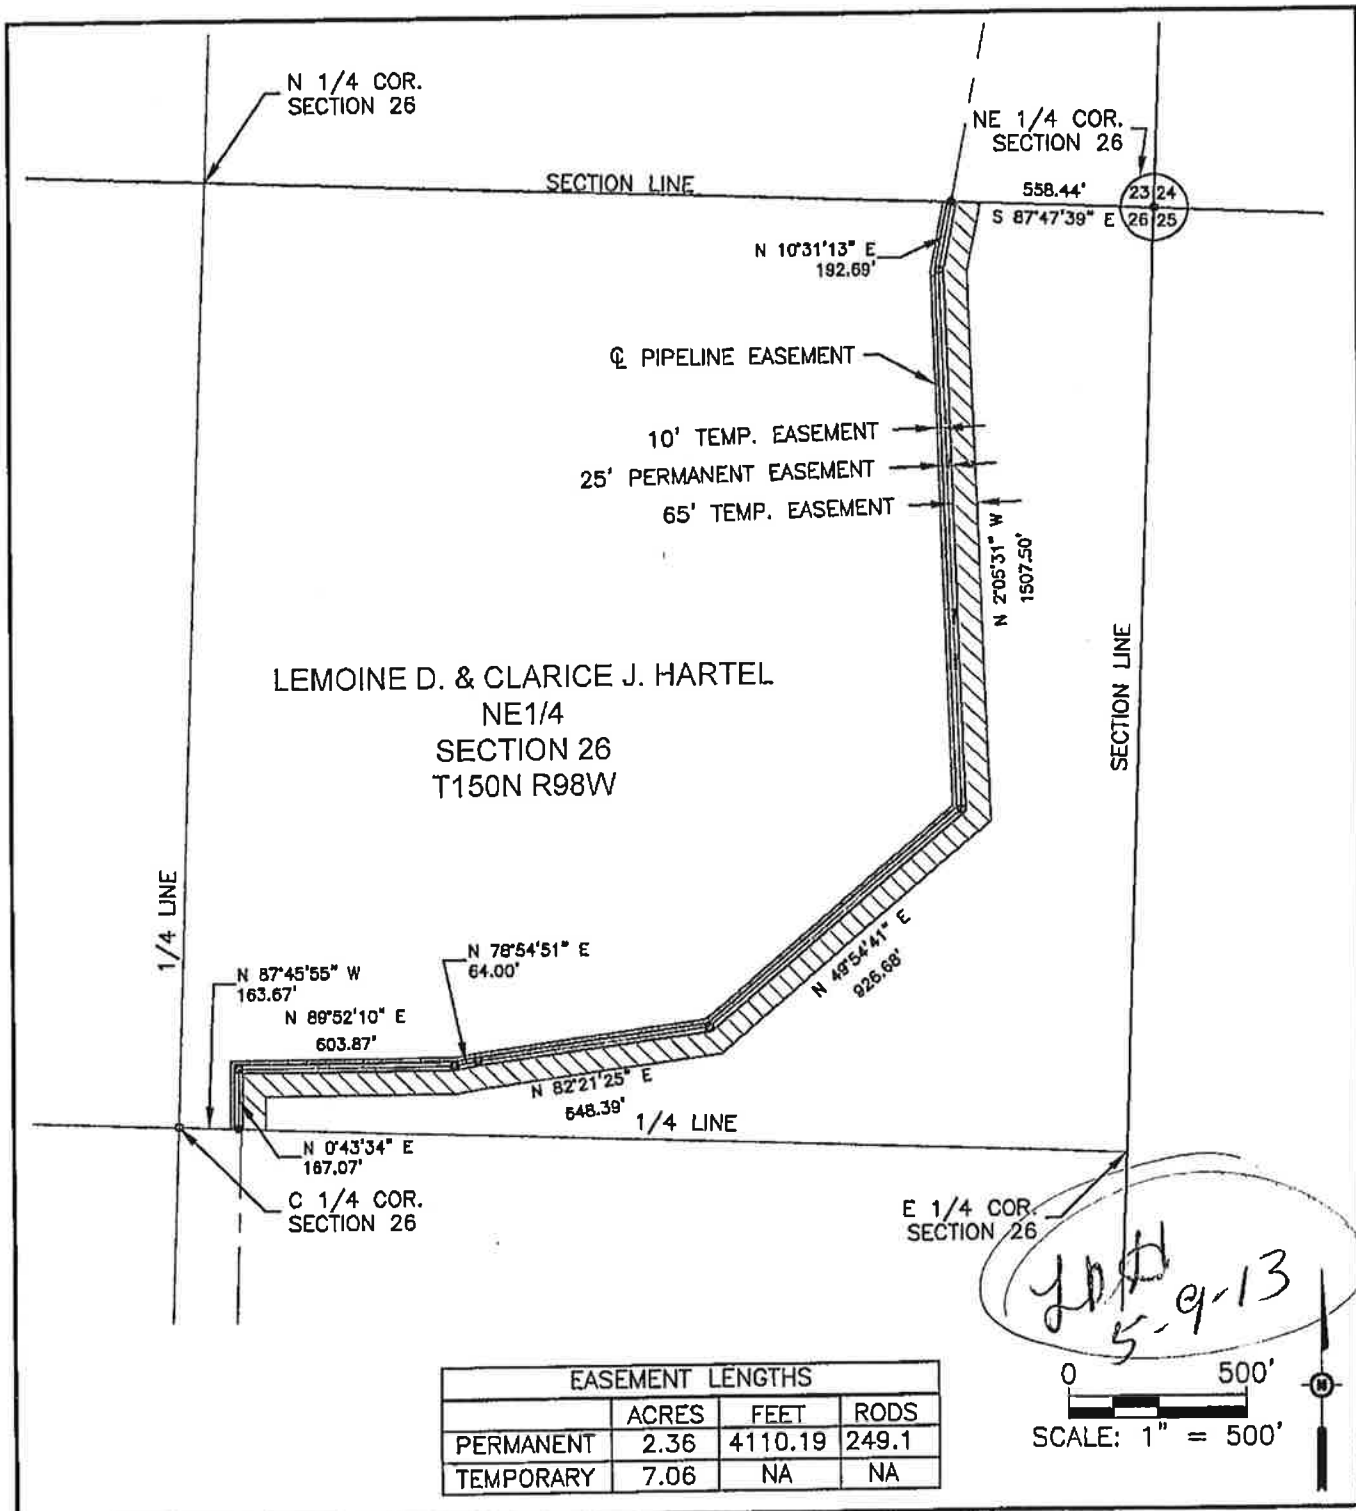 N 1/4 COR.
SECTION 26
NE 1/4 COR.
SECTION 26
SECTION LINE
558.44'
S 87°47'39" E
23 24
26 25
N 10°31'13" E
192.69'
℄ PIPELINE EASEMENT
10' TEMP. EASEMENT
25' PERMANENT EASEMENT
65' TEMP. EASEMENT
N 2°05'31" W
1507.50'
SECTION LINE
LEMOINE D. & CLARICE J. HARTEL
NE1/4
SECTION 26
T150N R98W
1/4 LINE
N 49°54'41" E
926.68'
N 78°54'51" E
64.00'
N 87°45'55" W
163.67'
N 89°52'10" E
603.87'
N 82°21'25" E
648.39'
1/4 LINE
N 0°43'34" E
167.07'
C 1/4 COR.
SECTION 26
E 1/4 COR.
SECTION 26
LDH
5-9-13
EASEMENT LENGTHS
ACRES FEET RODS
PERMANENT 2.36 4110.19 249.1
TEMPORARY 7.06 NA NA
0 500'
SCALE: 1" = 500'
N